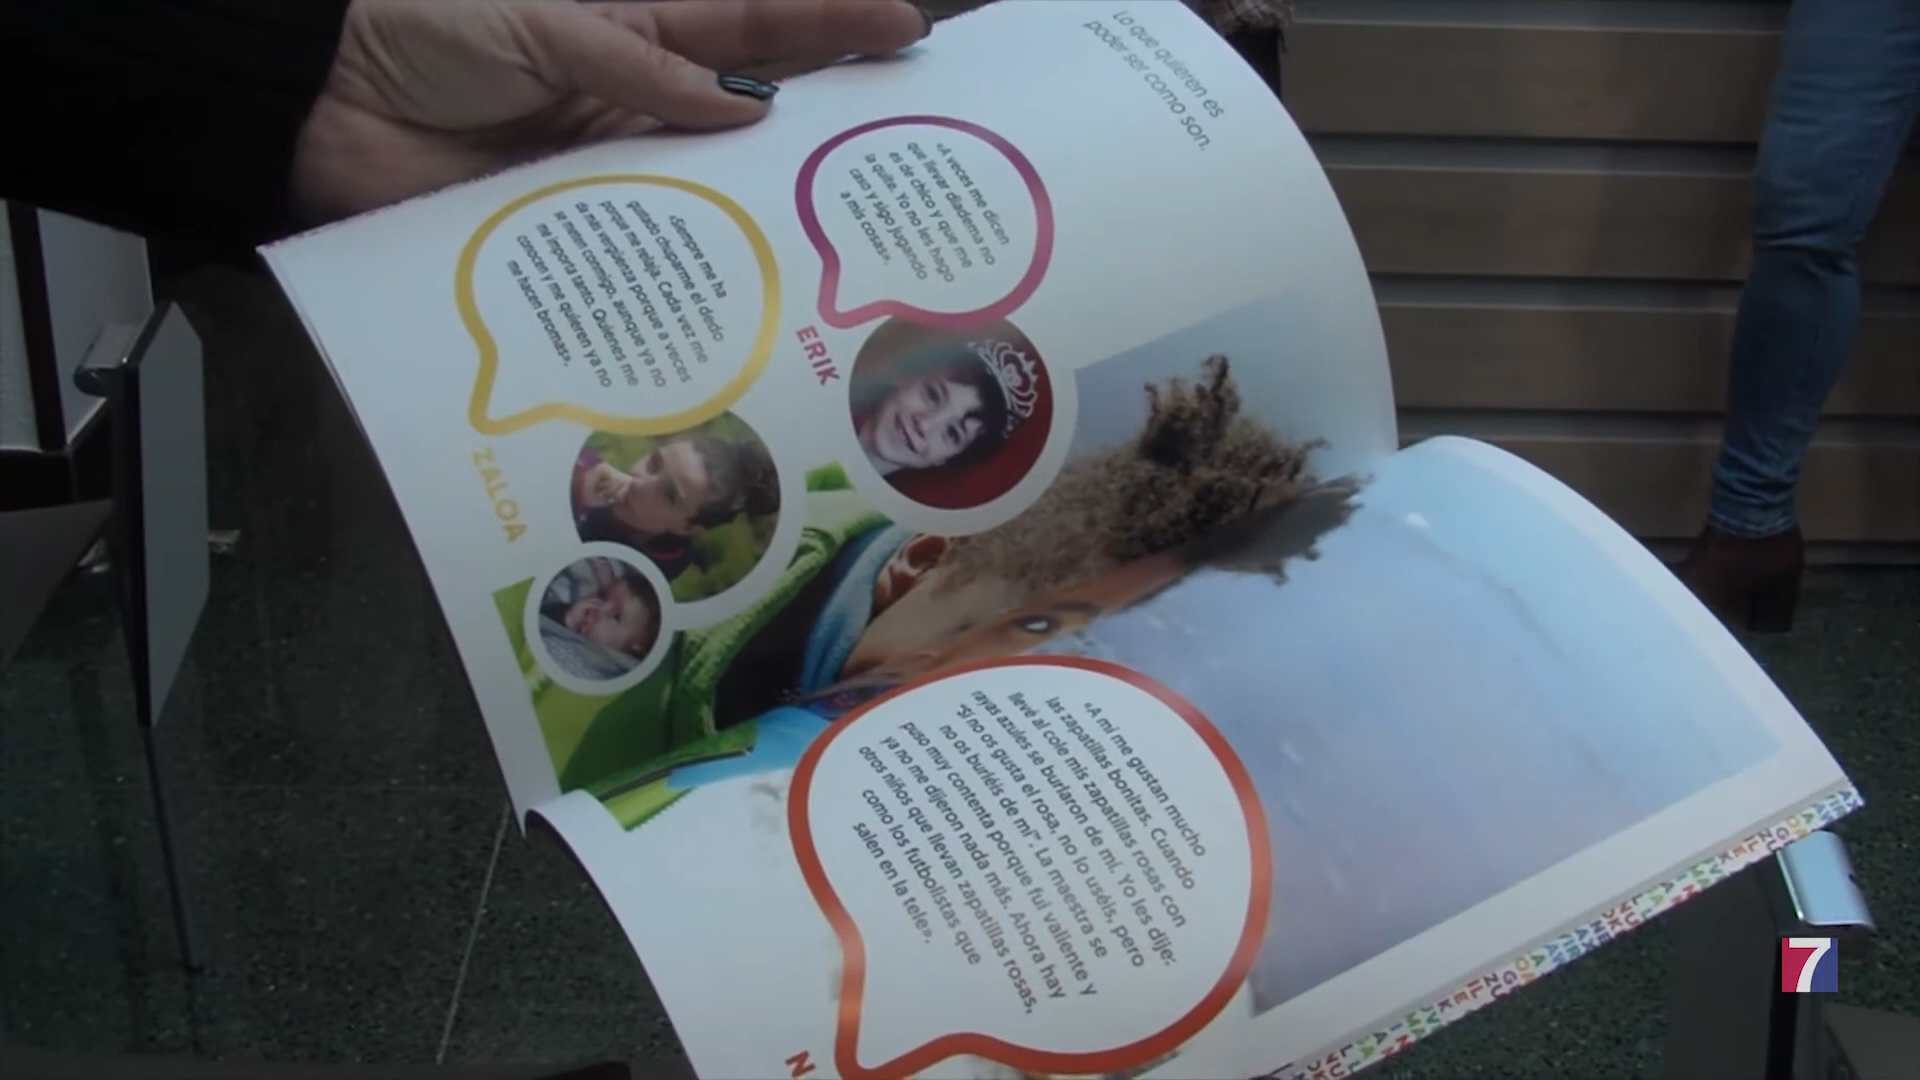 Lo que quieren es
poder ser como son.
«A veces me dicen
que llevar diadema no
es de chico y que me
la quite. Yo no les hago
caso y sigo jugando
a mis cosas».
ERIK
«Siempre me ha
gustado chuparme el dedo
porque me relaja. Cada vez me
da más vergüenza porque a veces
se meten conmigo, aunque ya no
me importa tanto. Quienes me
conocen y me quieren ya no
me hacen bromas».
ZALOA
«A mí me gustan mucho
las zapatillas bonitas. Cuando
llevé al cole mis zapatillas rosas con
rayas azules se burlaron de mí. Yo les dije:
"Si no os gusta el rosa, no lo uséis, pero
no os burléis de mí". La maestra se
puso muy contenta porque fui valiente y
ya no me dijeron nada más. Ahora hay
otros niños que llevan zapatillas rosas,
como los futbolistas que
salen en la tele».
N
7